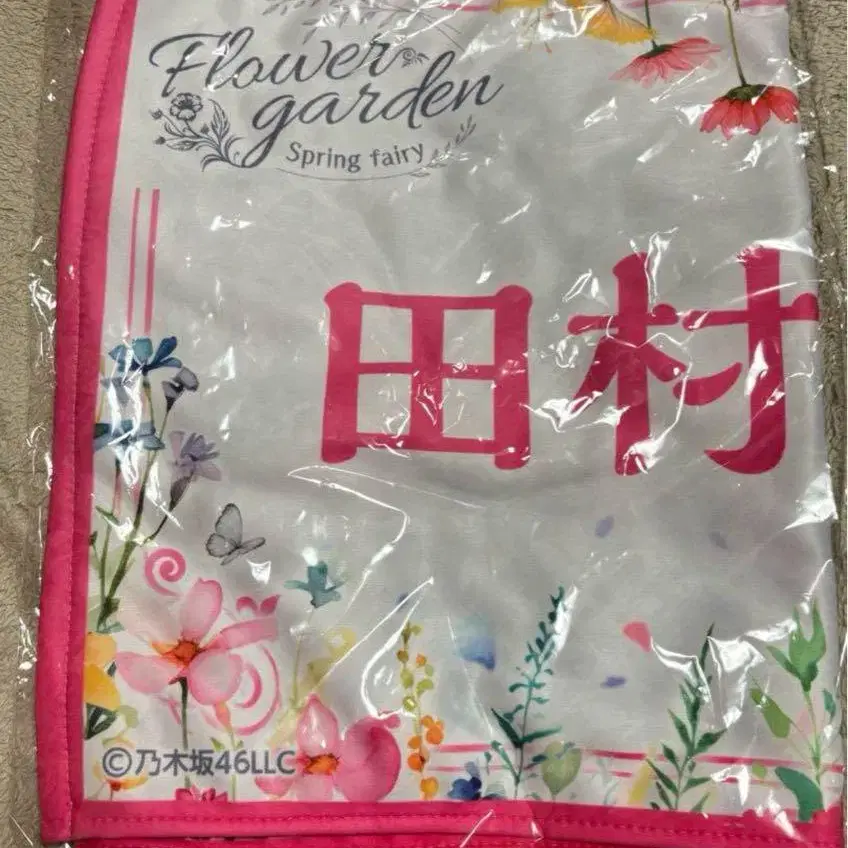 Flower
garden
Spring fairy
田村
©乃木坂46LLC